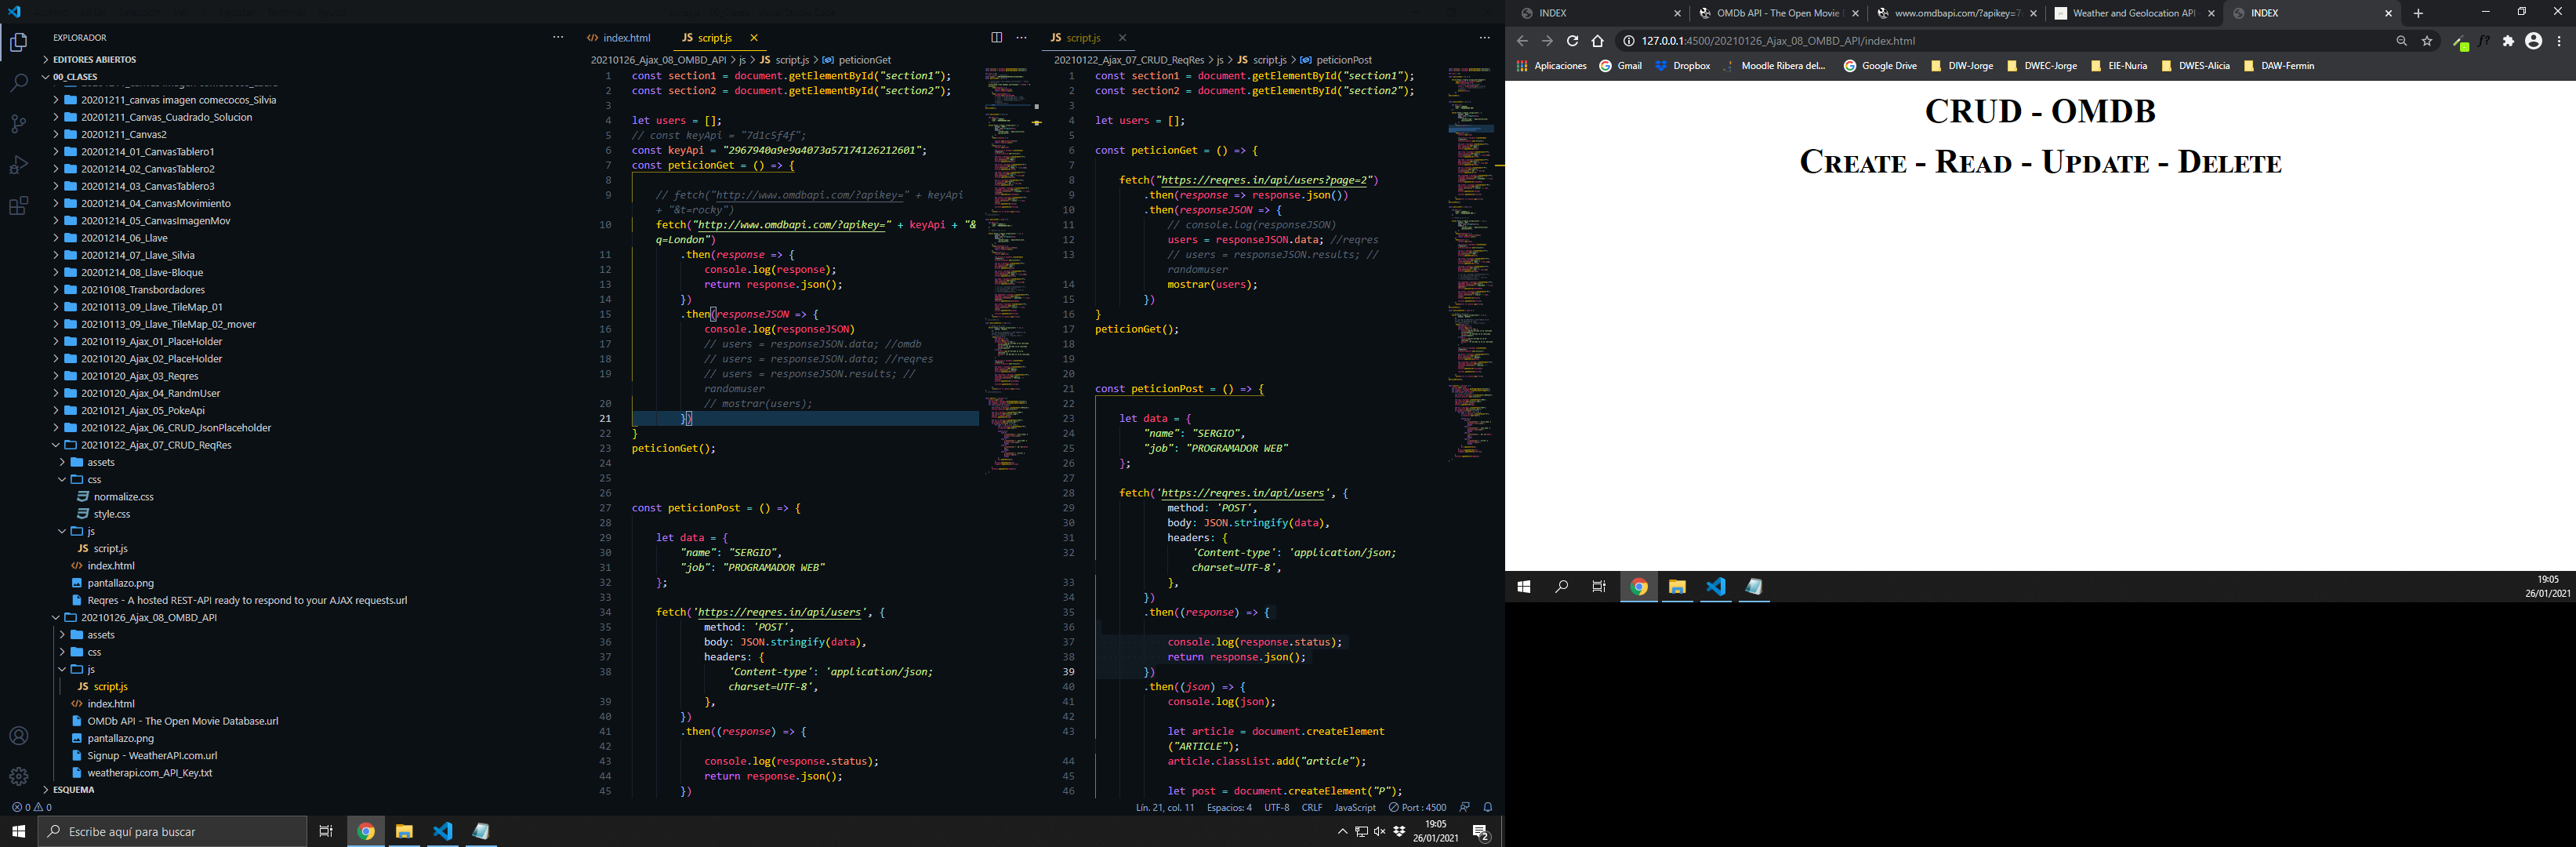 EXPLORADOR
EDITORES ABIERTOS
00_CLASES
20201211_canvas imagen comecocos_Silvia
20201211_Canvas_Cuadrado_Solucion
20201211_Canvas2
20201214_01_CanvasTablero1
20201214_02_CanvasTablero2
20201214_03_CanvasTablero3
20201214_04_CanvasMovimiento
20201214_05_CanvasImagenMov
20201214_06_Llave
20201214_07_Llave_Silvia
20201214_08_Llave-Bloque
20210108_Transbordadores
20210113_09_Llave_TileMap_01
20210113_09_Llave_TileMap_02_mover
20210119_Ajax_01_PlaceHolder
20210120_Ajax_02_PlaceHolder
20210120_Ajax_03_Reqres
20210120_Ajax_04_RandmUser
20210121_Ajax_05_PokeApi
20210122_Ajax_06_CRUD_JsonPlaceholder
20210122_Ajax_07_CRUD_ReqRes
assets
css
normalize.css
style.css
js
JS script.js
index.html
pantallazo.png
Reqres - A hosted REST-API ready to respond to your AJAX requests.url
20210126_Ajax_08_OMBD_API
assets
css
js
JS script.js
index.html
OMDb API - The Open Movie Database.url
pantallazo.png
Signup - WeatherAPI.com.url
weatherapi.com_API_Key.txt
ESQUEMA
index.html JS script.js
20210126_Ajax_08_OMBD_API > js > JS script.js > peticionGet
1 const section1 = document.getElementById("section1");
2 const section2 = document.getElementById("section2");
3
4 let users = [];
5 // const keyApi = "7d1c5f4f";
6 const keyApi = "2967940a9e9a4073a57174126212601";
7 const peticionGet = () => {
8
9 // fetch("http://www.omdbapi.com/?apikey=" + keyApi
+ "&t=rocky")
10 fetch("http://www.omdbapi.com/?apikey=" + keyApi + "&
q=London")
11 .then(response => {
12 console.log(response);
13 return response.json();
14 })
15 .then(responseJSON => {
16 console.log(responseJSON)
17 // users = responseJSON.data; //omdb
18 // users = responseJSON.data; //reqres
19 // users = responseJSON.results; //
randomuser
20 // mostrar(users);
21 })
22 }
23 peticionGet();
24
25
26
27 const peticionPost = () => {
28
29 let data = {
30 "name": "SERGIO",
31 "job": "PROGRAMADOR WEB"
32 };
33
34 fetch('https://reqres.in/api/users', {
35 method: 'POST',
36 body: JSON.stringify(data),
37 headers: {
38 'Content-type': 'application/json;
charset=UTF-8',
39 },
40 })
41 .then((response) => {
42
43 console.log(response.status);
44 return response.json();
45 })
JS script.js
20210122_Ajax_07_CRUD_ReqRes > js > JS script.js > peticionPost
1 const section1 = document.getElementById("section1");
2 const section2 = document.getElementById("section2");
3
4 let users = [];
5
6 const peticionGet = () => {
7
8 fetch("https://reqres.in/api/users?page=2")
9 .then(response => response.json())
10 .then(responseJSON => {
11 // console.log(responseJSON)
12 users = responseJSON.data; //reqres
13 // users = responseJSON.results; //
randomuser
14 mostrar(users);
15 })
16 }
17 peticionGet();
18
19
20
21 const peticionPost = () => {
22
23 let data = {
24 "name": "SERGIO",
25 "job": "PROGRAMADOR WEB"
26 };
27
28 fetch('https://reqres.in/api/users', {
29 method: 'POST',
30 body: JSON.stringify(data),
31 headers: {
32 'Content-type': 'application/json;
charset=UTF-8',
33 },
34 })
35 .then((response) => {
36
37 console.log(response.status);
38 return response.json();
39 })
40 .then((json) => {
41 console.log(json);
42
43 let article = document.createElement
("ARTICLE");
44 article.classList.add("article");
45
46 let post = document.createElement("P");
0 0
Lín. 21, col. 11 Espacios: 4 UTF-8 CRLF JavaScript Port : 4500
Escribe aquí para buscar
19:05
26/01/2021
2
INDEX OMDb API - The Open Movie www.omdbapi.com/?apikey=7 Weather and Geolocation API INDEX
127.0.0.1:4500/20210126_Ajax_08_OMBD_API/index.html
f?
Aplicaciones Gmail Dropbox Moodle Ribera del... Google Drive DIW-Jorge DWEC-Jorge EIE-Nuria DWES-Alicia DAW-Fermin
CRUD - OMDB
CREATE - READ - UPDATE - DELETE
19:05
26/01/2021